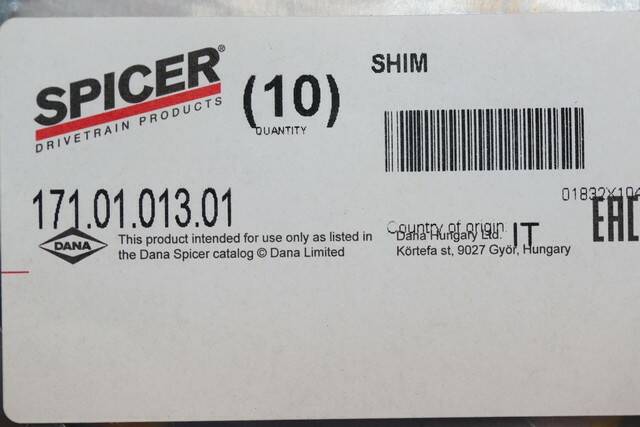 SPICER®
DRIVETRAIN PRODUCTS
(10)
QUANTITY
SHIM
01832X104
171.01.013.01
DANA
This product intended for use only as listed in
the Dana Spicer catalog © Dana Limited
Country of origin IT
Dana Hungary Ltd.
Körtefa st, 9027 Győr, Hungary
EAC